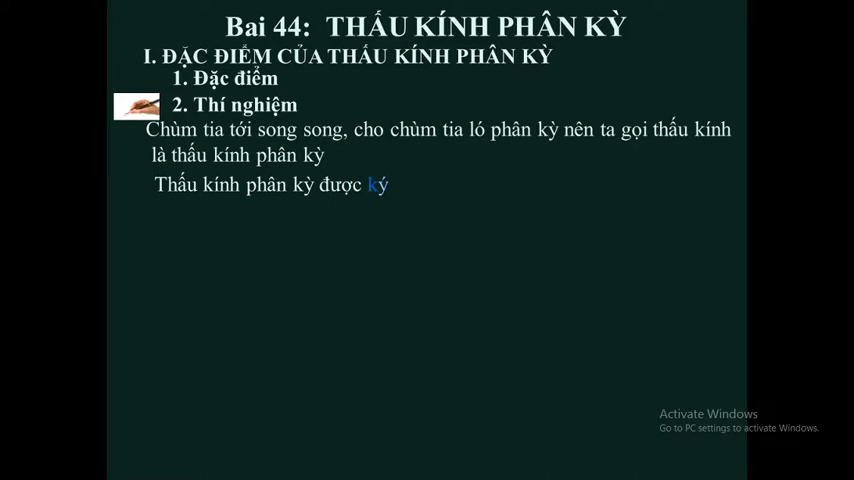 Bai 44: THẤU KÍNH PHÂN KỲ
I. ĐẶC ĐIỂM CỦA THẤU KÍNH PHÂN KỲ
1. Đặc điểm
2. Thí nghiệm
Chùm tia tới song song, cho chùm tia ló phân kỳ nên ta gọi thấu kính
là thấu kính phân kỳ
Thấu kính phân kỳ được ký
Activate Windows
Go to PC settings to activate Windows.